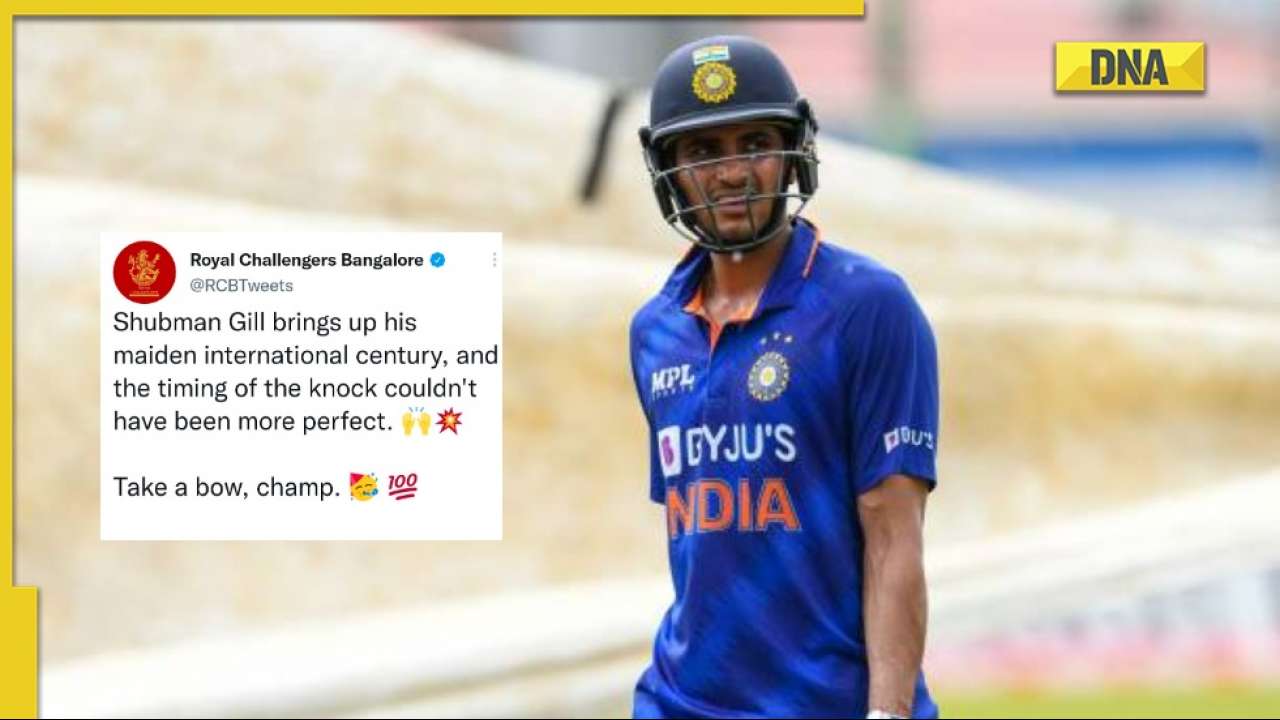 DNA
Royal Challengers Bangalore
@RCBTweets
Shubman Gill brings up his
maiden international century, and
the timing of the knock couldn't
have been more perfect. 🙌💥
Take a bow, champ. 🥳 💯
MPL
SPORTS
BYJU'S
INDIA